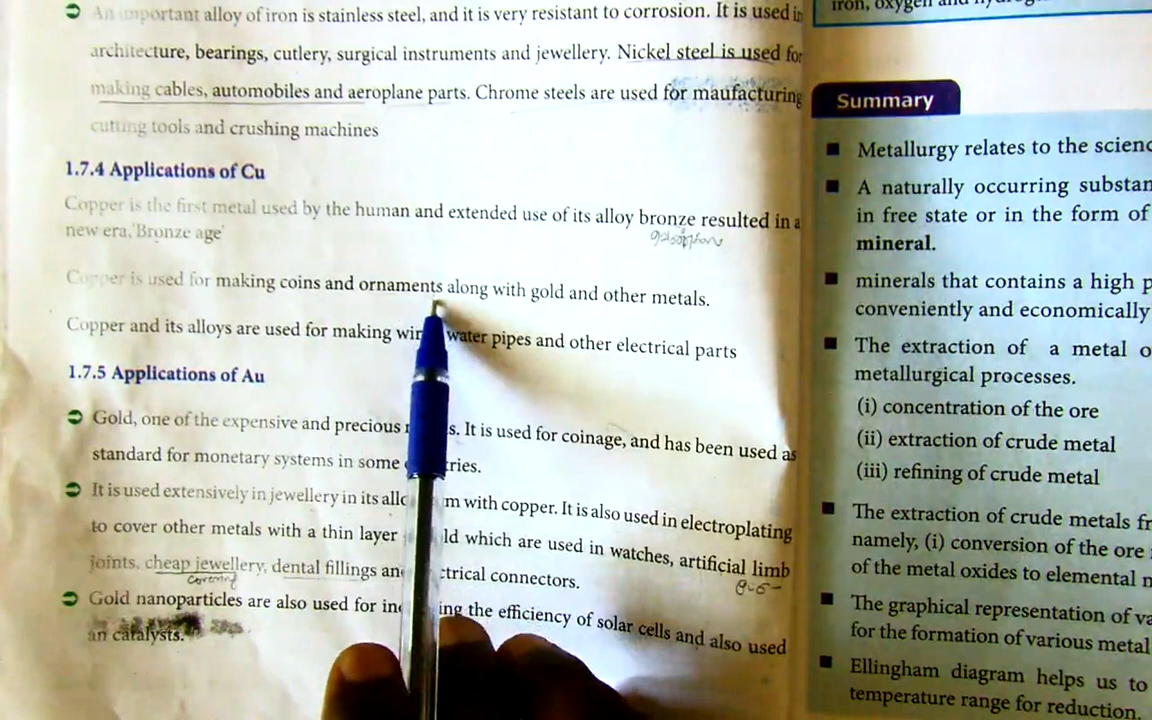 An important alloy of iron is stainless steel, and it is very resistant to corrosion. It is used in
architecture, bearings, cutlery, surgical instruments and jewellery. Nickel steel is used for
making cables, automobiles and aeroplane parts. Chrome steels are used for maufacturing
cutting tools and crushing machines
1.7.4 Applications of Cu
Copper is the first metal used by the human and extended use of its alloy bronze resulted in a
new era,'Bronze age'
Copper is used for making coins and ornaments along with gold and other metals.
Copper and its alloys are used for making water pipes and other electrical parts
1.7.5 Applications of Au
Gold, one of the expensive and precious It is used for coinage, and has been used as
standard for monetary systems in some
It is used extensively in jewellery in its with copper. It is also used in electroplating
to cover other metals with a thin layer which are used in watches, artificial limb
joints, cheap jewellery, dental fillings connectors.
covering
Gold nanoparticles are also used for the efficiency of solar cells and also used
an catalysts.
iron, oxygen and
Summary
Metallurgy relates to the
A naturally occurring
in free state or in the form of
mineral.
minerals that contains a high
conveniently and economically
The extraction of a metal
metallurgical processes.
(i) concentration of the ore
(ii) extraction of crude metal
(iii) refining of crude metal
The extraction of crude metals
namely, (i) conversion of the ore
of the metal oxides to elemental
The graphical representation of
for the formation of various metal
Ellingham diagram helps us to
temperature range for reduction.